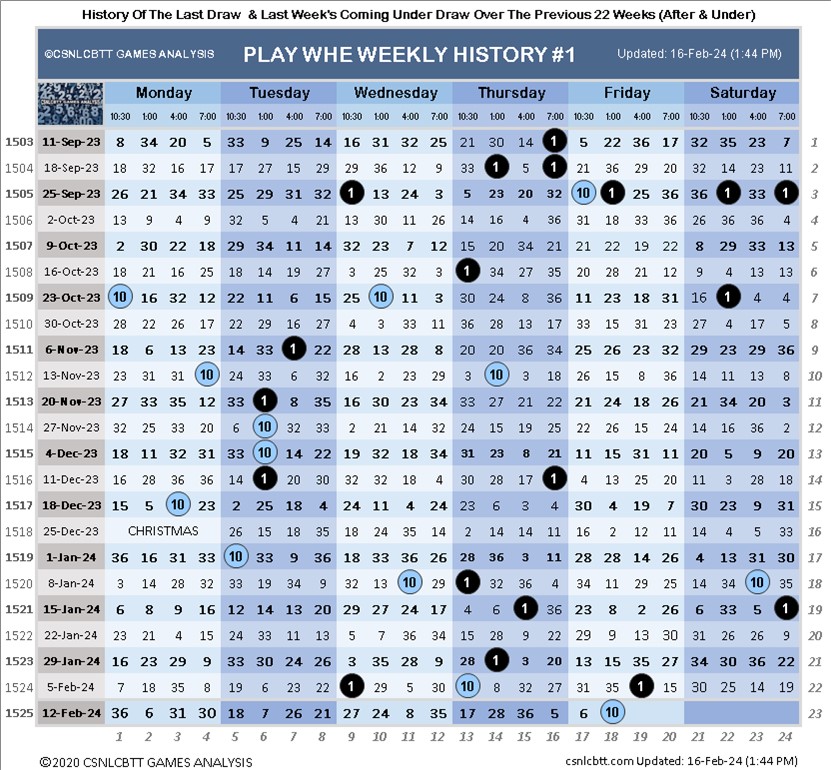 History Of The Last Draw & Last Week's Coming Under Draw Over The Previous 22 Weeks (After & Under)
©CSNLCBTT GAMES ANALYSIS PLAY WHE WEEKLY HISTORY #1 Updated: 16-Feb-24 (1:44 PM)
CSNLCBTT GAMES ANALYSIS
Monday Tuesday Wednesday Thursday Friday Saturday
10:30 1:00 4:00 7:00 10:30 1:00 4:00 7:00 10:30 1:00 4:00 7:00 10:30 1:00 4:00 7:00 10:30 1:00 4:00 7:00 10:30 1:00 4:00 7:00
1503 11-Sep-23 8 34 20 5 33 9 25 14 16 31 32 25 21 30 14 1 5 22 36 17 32 35 23 7 1
1504 18-Sep-23 18 32 16 17 17 27 15 29 29 36 12 9 33 1 5 1 21 36 29 20 32 14 23 11 2
1505 25-Sep-23 26 21 34 33 25 29 31 32 1 13 24 3 5 23 20 32 10 1 25 36 36 1 33 1 3
1506 2-Oct-23 13 9 4 9 32 5 4 21 13 30 11 26 14 16 4 36 31 18 33 36 26 36 36 4 4
1507 9-Oct-23 2 30 22 18 29 34 11 14 32 23 7 12 15 20 34 21 21 22 19 22 8 29 33 13 5
1508 16-Oct-23 18 21 16 25 18 14 19 27 3 25 32 3 1 34 27 35 20 28 21 12 9 4 13 13 6
1509 23-Oct-23 10 16 32 12 22 11 6 15 25 10 11 3 30 24 8 36 11 23 18 31 16 1 4 4 7
1510 30-Oct-23 28 22 26 17 22 29 16 27 4 3 33 11 36 28 13 17 33 15 31 23 27 4 17 5 8
1511 6-Nov-23 18 6 13 23 14 33 1 22 28 13 28 8 20 20 36 34 25 26 23 32 29 23 29 36 9
1512 13-Nov-23 23 31 31 10 24 33 6 32 16 2 23 29 3 10 3 18 26 15 8 36 14 11 13 8 10
1513 20-Nov-23 27 33 35 12 33 1 8 35 16 30 23 34 33 27 21 22 21 24 18 26 21 34 20 3 11
1514 27-Nov-23 32 25 33 20 6 10 32 33 2 21 14 32 24 15 19 25 22 26 15 24 14 16 36 2 12
1515 4-Dec-23 18 11 32 31 33 10 14 22 19 32 18 34 31 23 8 21 11 15 31 11 20 5 9 20 13
1516 11-Dec-23 16 28 36 36 14 1 20 30 32 32 18 4 30 28 17 1 4 13 25 20 11 3 28 18 14
1517 18-Dec-23 15 5 10 23 2 25 18 4 24 11 4 24 23 6 3 4 30 4 19 7 30 23 9 31 15
1518 25-Dec-23 CHRISTMAS 26 15 18 35 18 24 35 14 2 14 14 11 16 2 12 11 14 4 5 33 16
1519 1-Jan-24 36 16 31 33 10 33 9 36 18 33 36 26 28 36 3 11 28 28 14 26 4 13 31 30 17
1520 8-Jan-24 3 14 28 32 33 19 34 9 32 13 10 29 1 32 36 4 34 11 29 25 14 34 10 35 18
1521 15-Jan-24 6 8 9 16 12 14 13 20 29 27 24 17 4 6 1 36 23 8 2 26 6 33 5 1 19
1522 22-Jan-24 23 21 4 15 24 33 11 13 5 7 36 34 15 28 9 22 29 9 13 30 31 26 26 9 20
1523 29-Jan-24 16 23 29 9 33 30 24 26 3 35 28 9 28 1 3 20 13 15 35 27 34 30 36 22 21
1524 5-Feb-24 7 18 35 8 19 6 23 22 1 29 5 30 10 8 32 27 31 35 1 15 30 25 14 19 22
1525 12-Feb-24 36 6 31 30 18 7 26 21 27 24 8 35 17 28 36 5 6 10 23
1 2 3 4 5 6 7 8 9 10 11 12 13 14 15 16 17 18 19 20 21 22 23 24
©2020 CSNLCBTT GAMES ANALYSIS csnlcbtt.com Updated: 16-Feb-24 (1:44 PM)